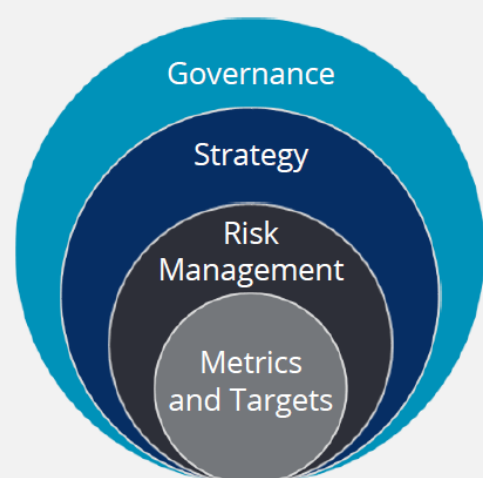 Governance
Strategy
Risk
Management
Metrics
and Targets